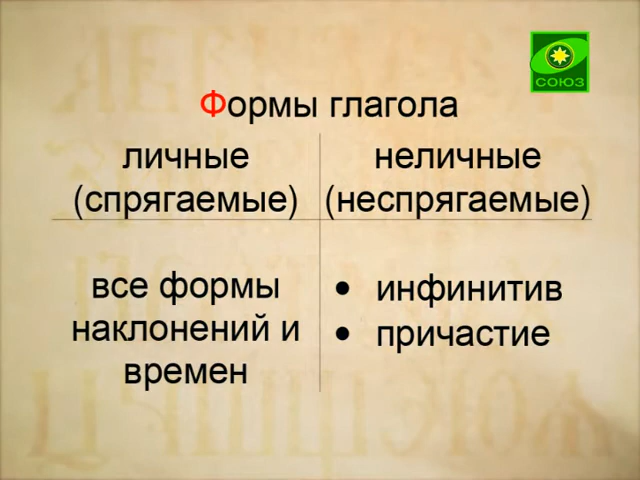 СОЮЗ
Формы глагола
личные
(спрягаемые)
неличные
(неспрягаемые)
все формы
наклонений и
времен
• инфинитив
• причастие